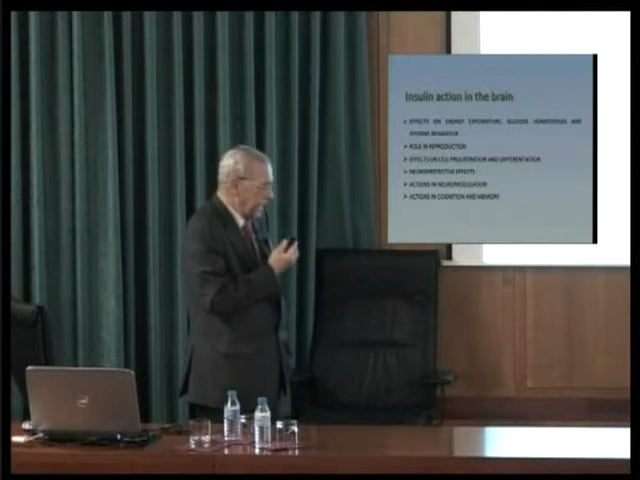 Insulin action in the brain
EFFECTS ON ENERGY EXPENDITURE, GLUCOSE HOMEOSTASIS AND
FEEDING BEHAVIOUR
ROLE IN REPRODUCTION
EFFECTS ON CELL PROLIFERATION AND DIFFERENTIATION
NEUROPROTECTIVE EFFECTS
ACTIONS IN NEUROMODULATION
ACTIONS IN COGNITION AND MEMORY